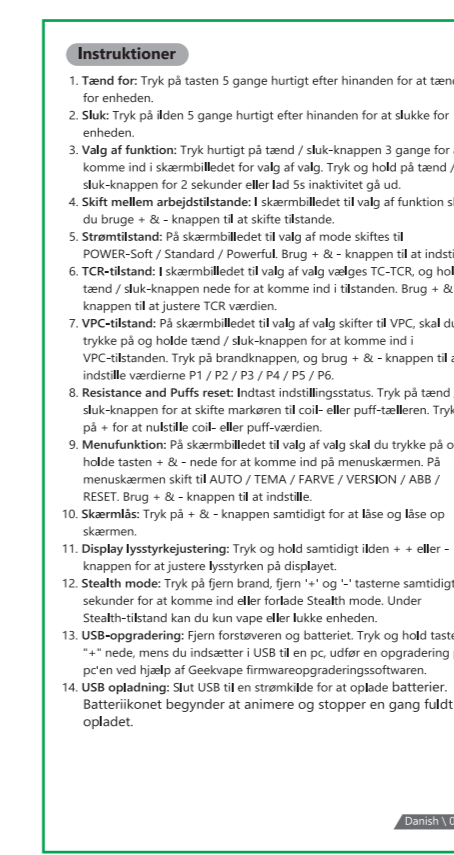 Instruktioner
1. Tænd for: Tryk på tasten 5 gange hurtigt efter hinanden for at
for enheden.
2. Sluk: Tryk på ilden 5 gange hurtigt efter hinanden for at slukke for
enheden.
3. Valg af funktion: Tryk hurtigt på tænd / sluk-knappen 3 gange for
komme ind i skærmbilledet for valg af valg. Tryk og hold på tænd /
sluk-knappen for 2 sekunder eller lad 5s inaktivitet gå ud.
4. Skift mellem arbejdstilstande: I skærmbilledet til valg af funktion
du bruge + & - knappen til at skifte tilstande.
5. Strømtilstand: På skærmbilledet til valg af mode skiftes til
POWER-Soft / Standard / Powerful. Brug + & - knappen til at
6. TCR-tilstand: I skærmbilledet til valg af valg vælges TC-TCR, og
tænd / sluk-knappen nede for at komme ind i tilstanden. Brug + &
knappen til at justere TCR værdien.
7. VPC-tilstand: På skærmbilledet til valg af valg skifter til VPC, skal du
trykke på og holde tænd / sluk-knappen for at komme ind i
VPC-tilstanden. Tryk på brandknappen, og brug + & - knappen til
indstille værdierne P1 / P2 / P3 / P4 / P5 / P6.
8. Resistance and Puffs reset: Indtast indstillingsstatus. Tryk på tænd
sluk-knappen for at skifte markøren til coil- eller puff-tælleren. Tryk
på + for at nulstille coil- eller puff-værdien.
9. Menufunktion: På skærmbilledet til valg af valg skal du trykke på
holde tasten + & - nede for at komme ind på menuskærmen. På
menuskærmen skift til AUTO / TEMA / FARVE / VERSION / ABB /
RESET. Brug + & - knappen til at indstille.
10. Skærmlås: Tryk på + & - knappen samtidigt for at låse og låse op
skærmen.
11. Display lysstyrkejustering: Tryk og hold samtidigt ilden + + eller -
knappen for at justere lysstyrken på displayet.
12. Stealth mode: Tryk på fjern brand, fjern '+' og '-' tasterne samtidigt
sekunder for at komme ind eller forlade Stealth mode. Under
Stealth-tilstand kan du kun vape eller lukke enheden.
13. USB-opgradering: Fjern forstøveren og batteriet. Tryk og hold
"+" nede, mens du indsætter i USB til en pc, udfør en opgradering
pc'en ved hjælp af Geekvape firmwareopgraderingssoftwaren.
14. USB opladning: Slut USB til en strømkilde for at oplade batterier.
Batteriikonet begynder at animere og stopper en gang fuldt
opladet.
Danish \